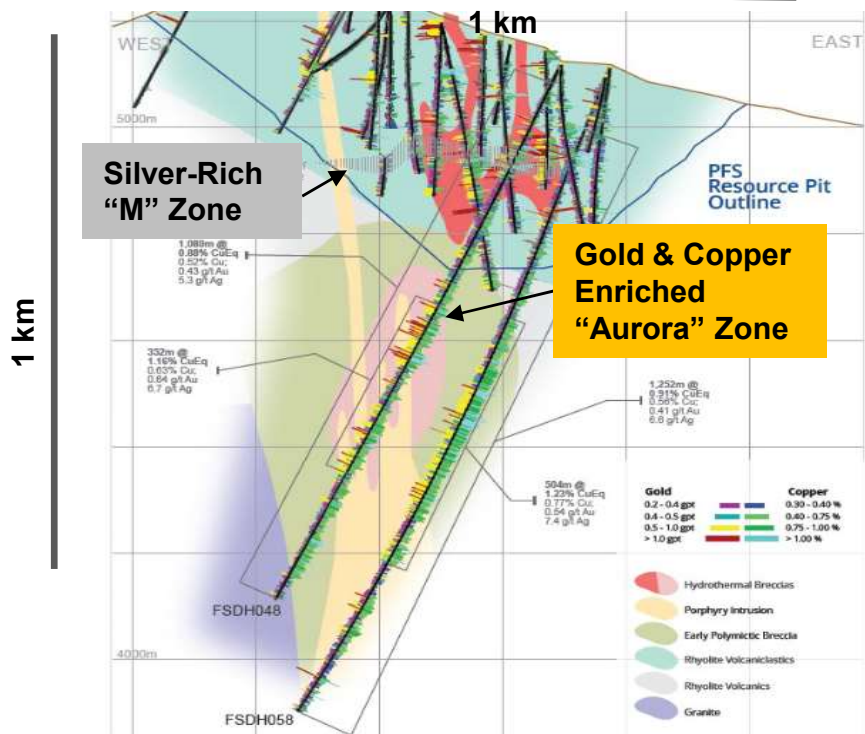 1 km
WEST
EAST
5000m
Silver-Rich
“M” Zone
PFS
Resource Pit
Outline
1,080m @
0.88% CuEq
0.52% Cu;
0.43 g/t Au
5.3 g/t Ag
Gold & Copper
Enriched
“Aurora” Zone
1 km
352m @
1.16% CuEq
0.63% Cu;
0.64 g/t Au
6.7 g/t Ag
1,252m @
0.91% CuEq
0.56% Cu;
0.41 g/t Au
6.6 g/t Ag
504m @
1.23% CuEq
0.77% Cu;
0.54 g/t Au
7.4 g/t Ag
Gold Copper
0.2 - 0.4 gpt 0.30 - 0.40 %
0.4 - 0.5 gpt 0.40 - 0.75 %
0.5 - 1.0 gpt 0.75 - 1.00 %
> 1.0 gpt > 1.00 %
Hydrothermal Breccias
Porphyry Intrusion
Early Polymictic Breccia
Rhyolite Volcaniclastics
Rhyolite Volcanics
Granite
FSDH048
4000m
FSDH058